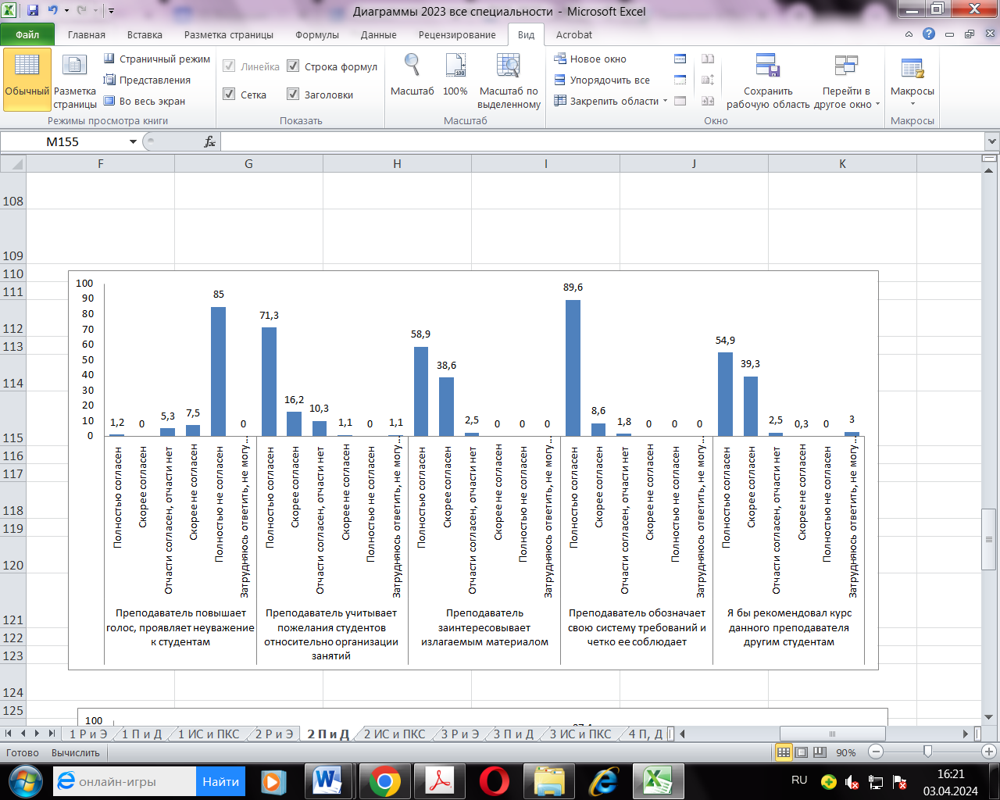 Диаграммы 2023 все специальности - Microsoft Excel
Файл Главная Вставка Разметка страницы Формулы Данные Рецензирование Вид Acrobat
Обычный
Разметка страницы
Страничный режим
Представления
Во весь экран
Режимы просмотра книги
Линейка
Строка формул
Сетка
Заголовки
Показать
Масштаб
100%
Масштаб по выделенному
Масштаб
Новое окно
Упорядочить все
Закрепить области
Сохранить рабочую область
Перейти в другое окно
Окно
Макросы
Макросы
M155
fx
F G H I J K
108
109
110
111
112
113
114
115
116
117
118
119
120
121
122
123
124
125
100
90
80
70
60
50
40
30
20
10
0
1,2 0 5,3 7,5 85 0
71,3 16,2 10,3 1,1 0 1,1
58,9 38,6 2,5 0 0 0
89,6 8,6 1,8 0 0 0
54,9 39,3 2,5 0,3 0 3
Полностью согласен
Скорее согласен
Отчасти согласен, отчасти нет
Скорее не согласен
Полностью не согласен
Затрудняюсь ответить, не могу...
Полностью согласен
Скорее согласен
Отчасти согласен, отчасти нет
Скорее не согласен
Полностью не согласен
Затрудняюсь ответить, не могу...
Полностью согласен
Скорее согласен
Отчасти согласен, отчасти нет
Скорее не согласен
Полностью не согласен
Затрудняюсь ответить, не могу...
Полностью согласен
Скорее согласен
Отчасти согласен, отчасти нет
Скорее не согласен
Полностью не согласен
Затрудняюсь ответить, не могу...
Полностью согласен
Скорее согласен
Отчасти согласен, отчасти нет
Скорее не согласен
Полностью не согласен
Затрудняюсь ответить, не могу...
Преподаватель повышает
голос, проявляет неуважение
к студентам
Преподаватель учитывает
пожелания студентов
относительно организации
занятий
Преподаватель
заинтересовывает
излагаемым материалом
Преподаватель обозначает
свою систему требований и
четко ее соблюдает
Я бы рекомендовал курс
данного преподавателя
другим студентам
100
1 Р и Э 1 П и Д 1 ИС и ПКС 2 Р и Э 2 П и Д 2 ИС и ПКС 3 Р и Э 3 П и Д 3 ИС и ПКС 4 П, Д
Готово Вычислить 90%
онлайн-игры Найти
RU
16:21
03.04.2024